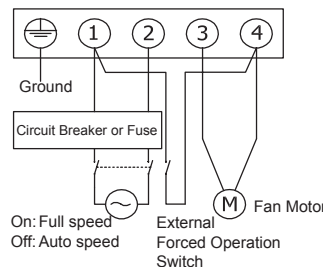 1 2 3 4
Ground
Circuit Breaker or Fuse
M Fan Motor
On: Full speed
Off: Auto speed
External
Forced Operation
Switch